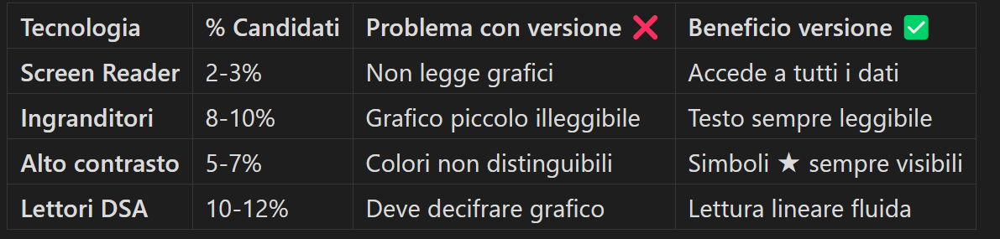 Tecnologia % Candidati Problema con versione ❌ Beneficio versione ✅
Screen Reader 2-3% Non legge grafici Accede a tutti i dati
Ingranditori 8-10% Grafico piccolo illeggibile Testo sempre leggibile
Alto contrasto 5-7% Colori non distinguibili Simboli ★ sempre visibili
Lettori DSA 10-12% Deve decifrare grafico Lettura lineare fluida